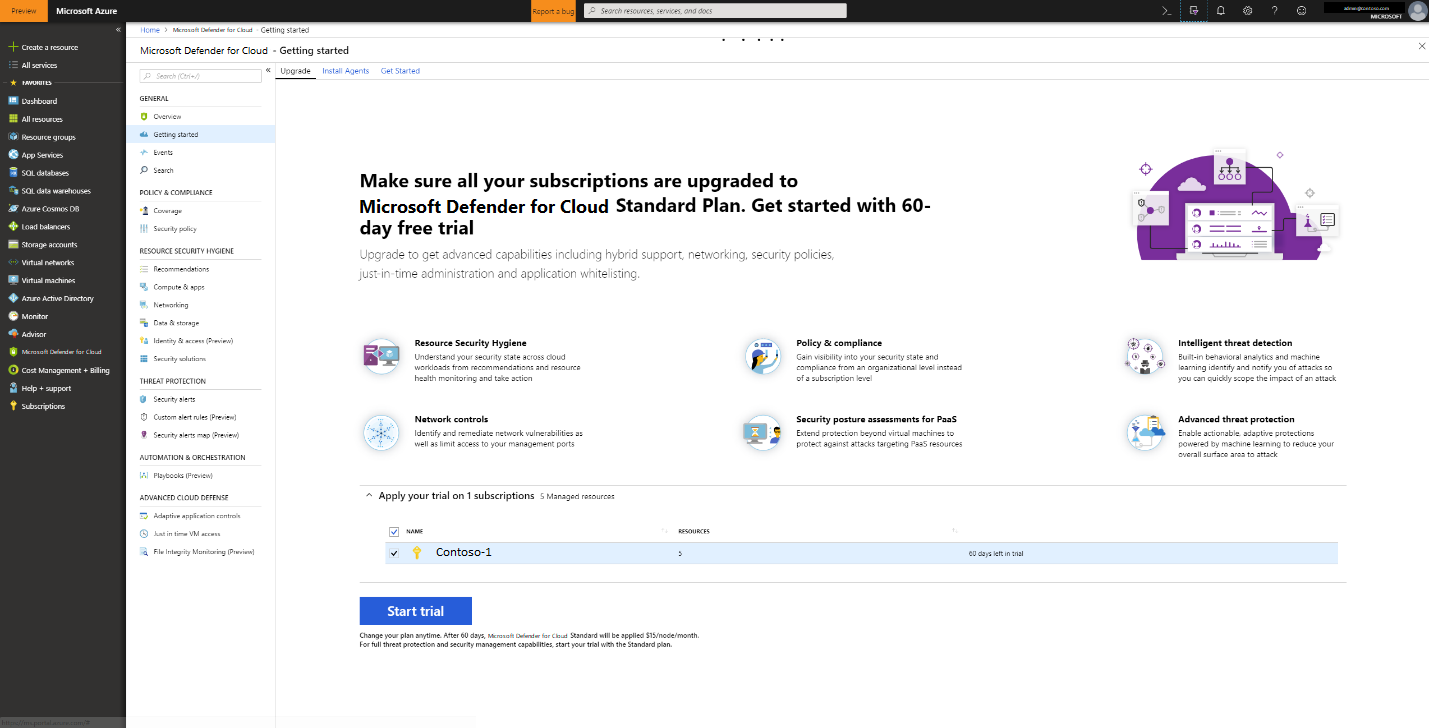 Preview
Microsoft Azure
Report a bug
Search resources, services, and docs
admin@contoso.com
MICROSOFT
Create a resource
All services
FAVORITES
Dashboard
All resources
Resource groups
App Services
SQL databases
SQL data warehouses
Azure Cosmos DB
Load balancers
Storage accounts
Virtual networks
Virtual machines
Azure Active Directory
Monitor
Advisor
Microsoft Defender for Cloud
Cost Management + Billing
Help + support
Subscriptions
Home > Microsoft Defender for Cloud - Getting started
Microsoft Defender for Cloud - Getting started
Search (Ctrl+/)
GENERAL
Overview
Getting started
Events
Search
POLICY & COMPLIANCE
Coverage
Security policy
RESOURCE SECURITY HYGIENE
Recommendations
Compute & apps
Networking
Data & storage
Identity & access (Preview)
Security solutions
THREAT PROTECTION
Security alerts
Custom alert rules (Preview)
Security alerts map (Preview)
AUTOMATION & ORCHESTRATION
Playbooks (Preview)
ADVANCED CLOUD DEFENSE
Adaptive application controls
Just in time VM access
File Integrity Monitoring (Preview)
Upgrade Install Agents Get Started
Make sure all your subscriptions are upgraded to
Microsoft Defender for Cloud Standard Plan. Get started with 60-
day free trial
Upgrade to get advanced capabilities including hybrid support, networking, security policies,
just-in-time administration and application whitelisting.
Resource Security Hygiene
Understand your security state across cloud
workloads from recommendations and resource
health monitoring and take action
Policy & compliance
Gain visibility into your security state and
compliance from an organizational level instead
of a subscription level
Intelligent threat detection
Built-in behavioral analytics and machine
learning identify and notify you of attacks so
you can quickly scope the impact of an attack
Network controls
Identify and remediate network vulnerabilities as
well as limit access to your management ports
Security posture assessments for PaaS
Extend protection beyond virtual machines to
protect against attacks targeting PaaS resources
Advanced threat protection
Enable actionable, adaptive protections
powered by machine learning to reduce your
overall surface area to attack
Apply your trial on 1 subscriptions 5 Managed resources
NAME RESOURCES
Contoso-1 5 60 days left in trial
Start trial
Change your plan anytime. After 60 days, Microsoft Defender for Cloud Standard will be applied $15/node/month.
For full threat protection and security management capabilities, start your trial with the Standard plan.